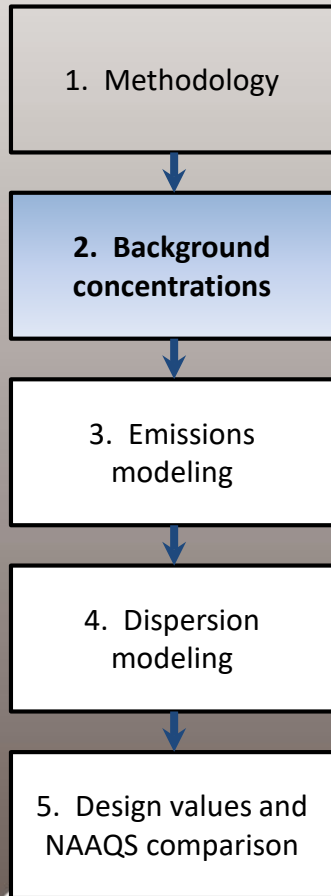 1. Methodology
2. Background
concentrations
3. Emissions
modeling
4. Dispersion
modeling
5. Design values and
NAAQS comparison